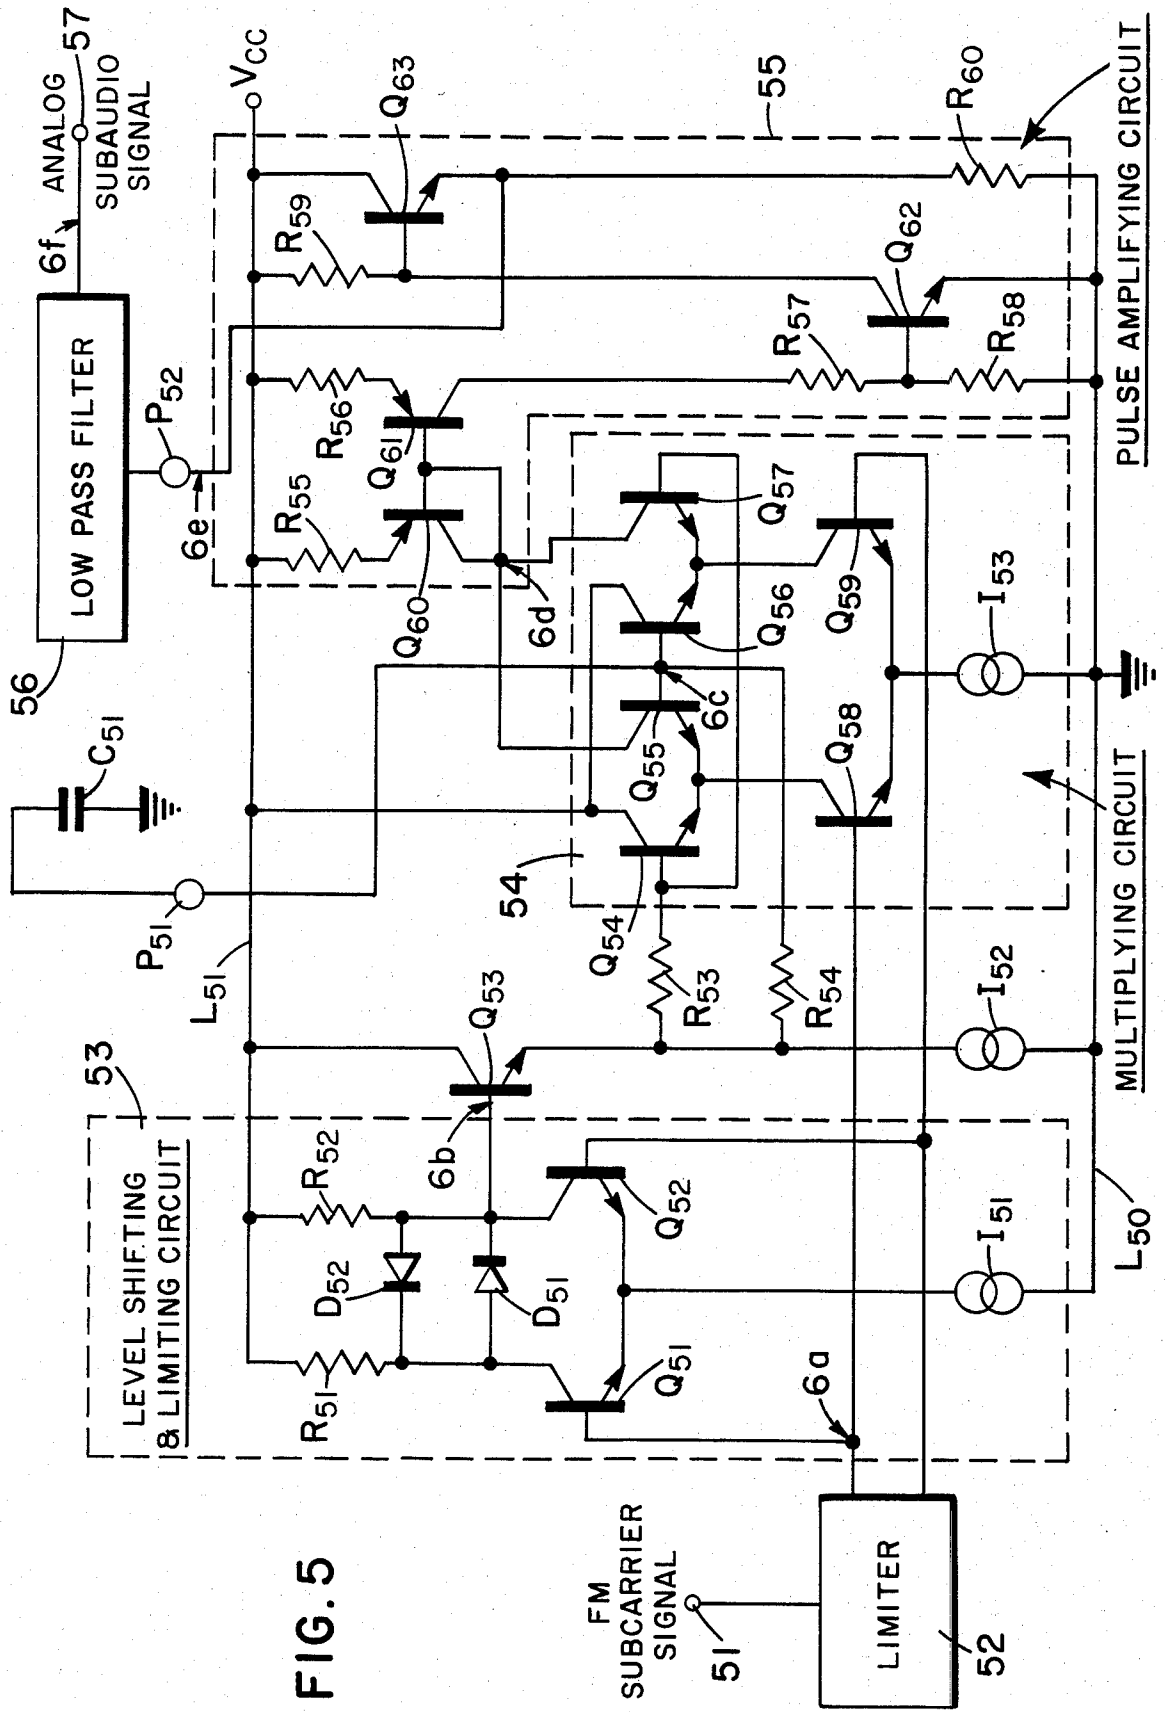 FIG. 5
FM
SUBCARRIER
SIGNAL
51
LIMITER
52
6a
LEVEL SHIFTING
& LIMITING CIRCUIT
53
R51
R52
D52
D51
Q51
Q52
6b
I51
L50
Q53
L51
P51
C51
R53
R54
I52
MULTIPLYING CIRCUIT
54
Q54
Q55
6c
Q56
Q57
Q58
Q59
I53
6d
Q60
Q61
R55
R56
R57
R58
Q62
R59
Q63
R60
55
PULSE AMPLIFYING CIRCUIT
VCC
6e
P52
LOW PASS FILTER
56
6f
ANALOG
SUBAUDIO
SIGNAL
57